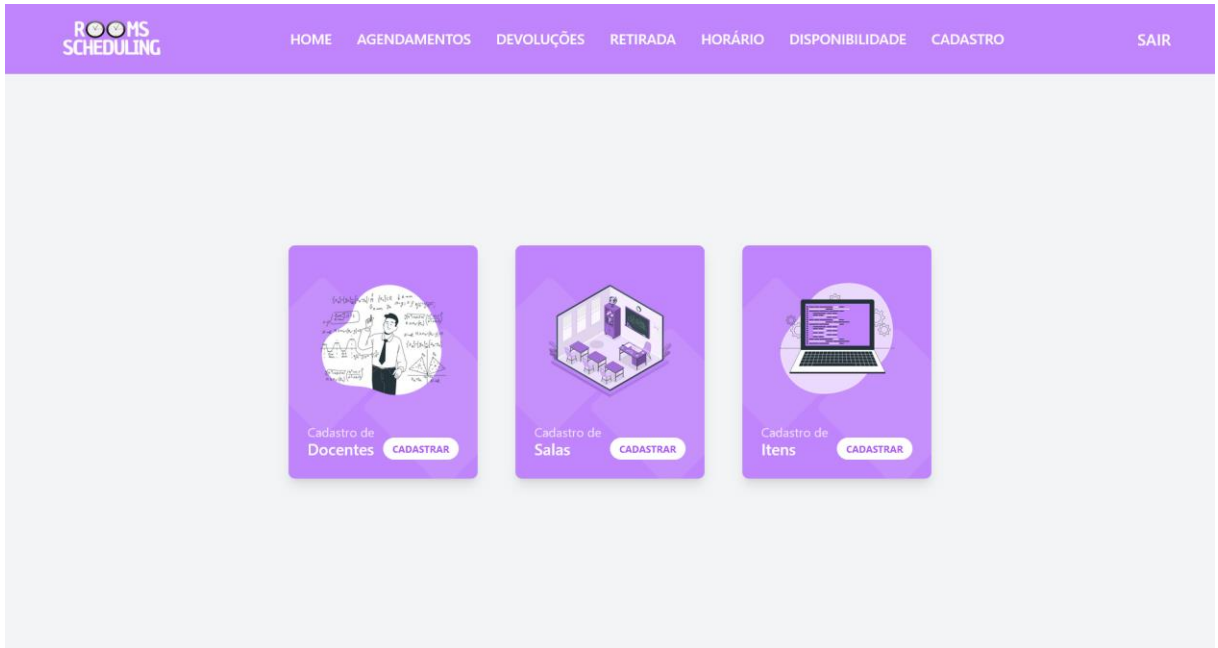 ROOMS
SCHEDULING
HOME AGENDAMENTOS DEVOLUÇÕES RETIRADA HORÁRIO DISPONIBILIDADE CADASTRO SAIR
Cadastro de
Docentes CADASTRAR
Cadastro de
Salas CADASTRAR
Cadastro de
Itens CADASTRAR